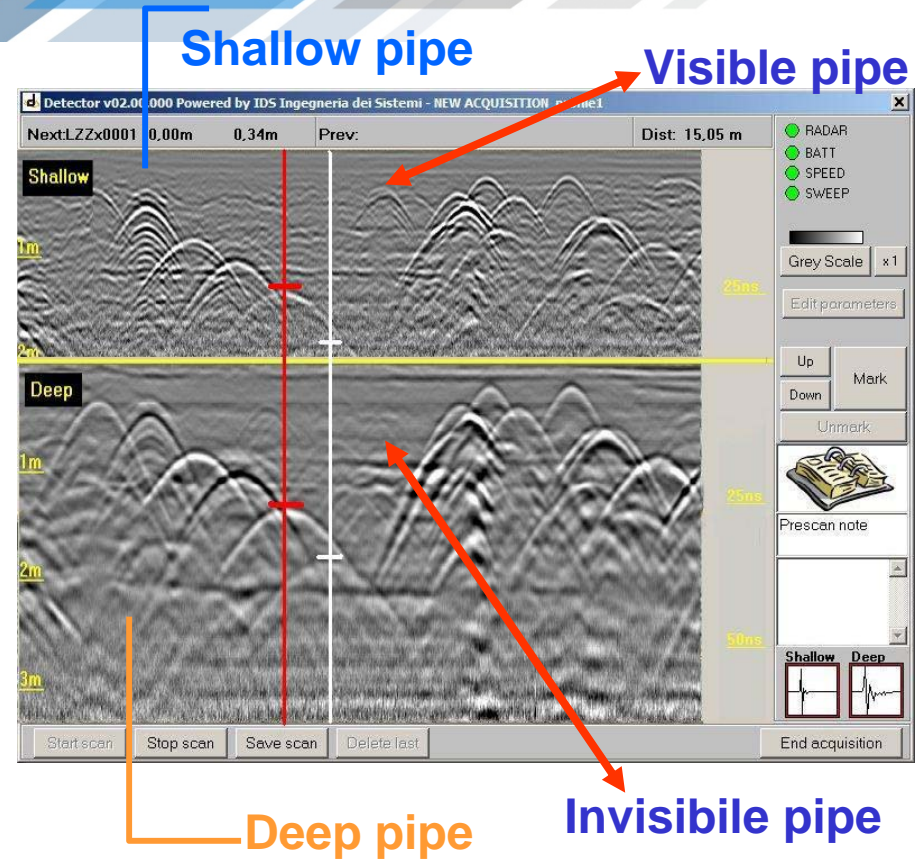 Shallow pipe
Visible pipe
Detector v02.00.000 Powered by IDS Ingegneria dei Sistemi - NEW ACQUISITION
Next:LZZx0001 0,00m 0,34m Prev: Dist: 15,05 m
RADAR
BATT
SPEED
SWEEP
Shallow
1m
25ns
2m
Grey Scale x1
Edit parameters
Up
Down
Mark
Unmark
Deep
1m
25ns
2m
50ns
3m
Prescan note
Shallow Deep
Start scan Stop scan Save scan Delete last End acquisition
Deep pipe
Invisibile pipe